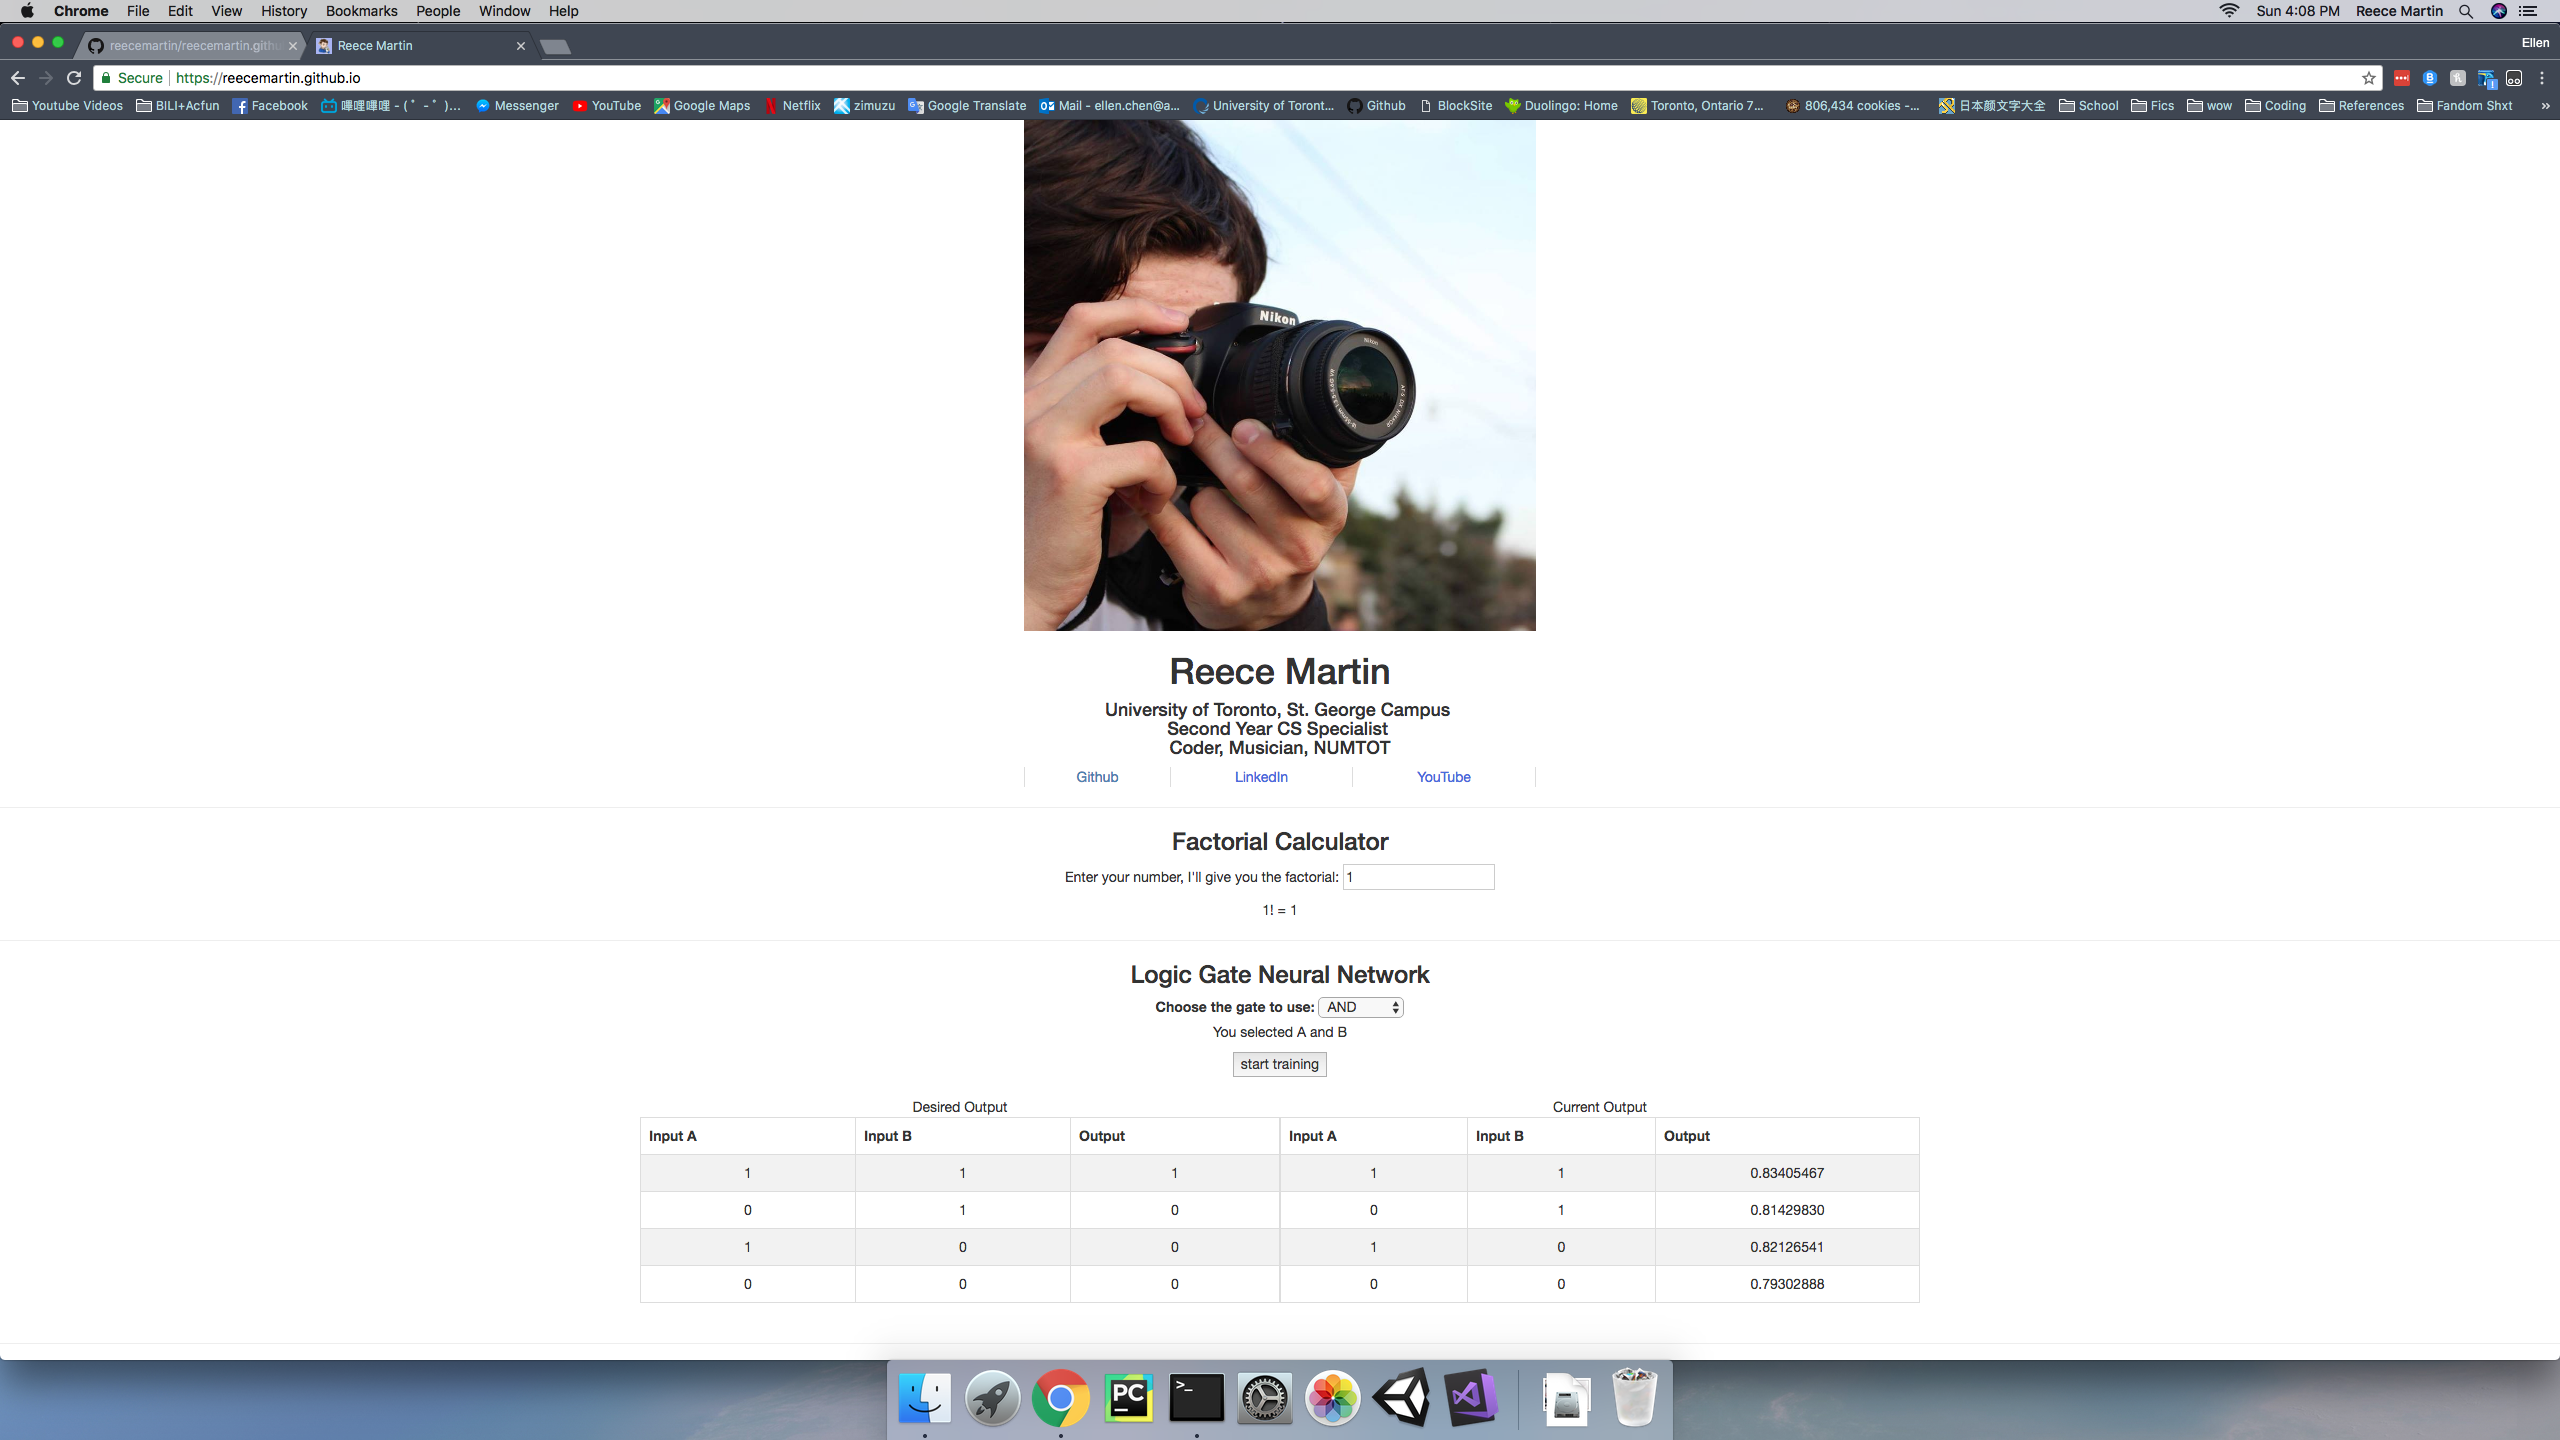 Chrome File Edit View History Bookmarks People Window Help Sun 4:08 PM Reece Martin
reecemartin/reecemartin.githu Reece Martin Ellen
Secure https://reecemartin.github.io
Youtube Videos BILI+Acfun Facebook 嗶哩嗶哩 - ( ゜- ゜)... Messenger YouTube Google Maps Netflix zimuzu Google Translate Mail - ellen.chen@a... University of Toront... Github BlockSite Duolingo: Home Toronto, Ontario 7... 806,434 cookies -... 日本颜文字大全 School Fics wow Coding References Fandom Shxt »
Nikon
Nikon
Reece Martin
University of Toronto, St. George Campus
Second Year CS Specialist
Coder, Musician, NUMTOT
Github LinkedIn YouTube
Factorial Calculator
Enter your number, I'll give you the factorial: 1
1! = 1
Logic Gate Neural Network
Choose the gate to use: AND
You selected A and B
start training
Desired Output Current Output
Input A Input B Output Input A Input B Output
1 1 1 1 1 0.83405467
0 1 0 0 1 0.81429830
1 0 0 1 0 0.82126541
0 0 0 0 0 0.79302888
PC >_